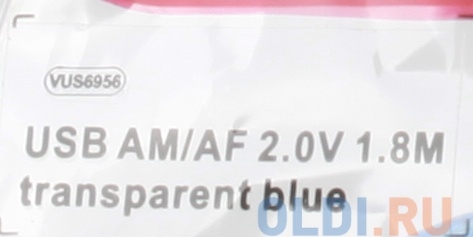 VUS6956
USB AM/AF 2.0V 1.8M
transparent blue
OLDI.RU